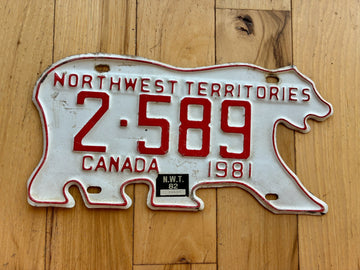 NORTHWEST TERRITORIES
2-589
CANADA 1981
N.W.T.
82